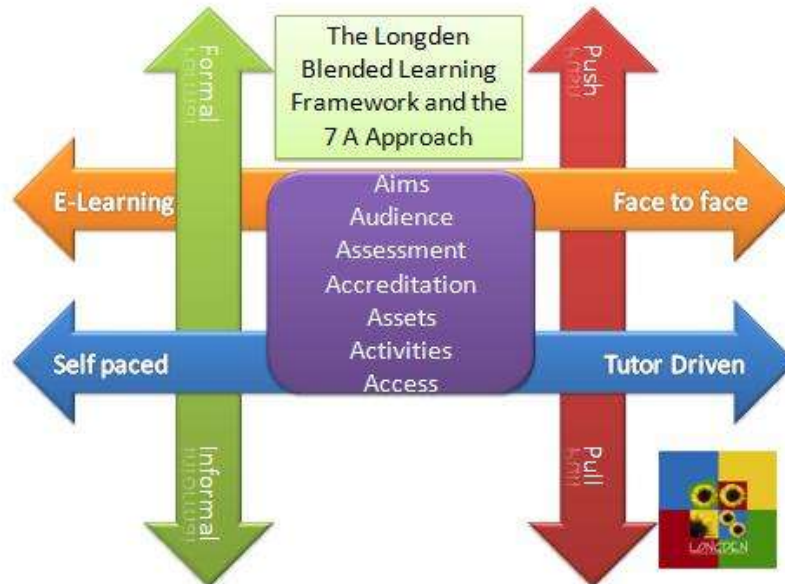 The Longden
Blended Learning
Framework and the
7 A Approach
Formal
Push
E-Learning
Face to face
Aims
Audience
Assessment
Accreditation
Assets
Activities
Access
Self paced
Tutor Driven
Informal
Pull
LONGDEN